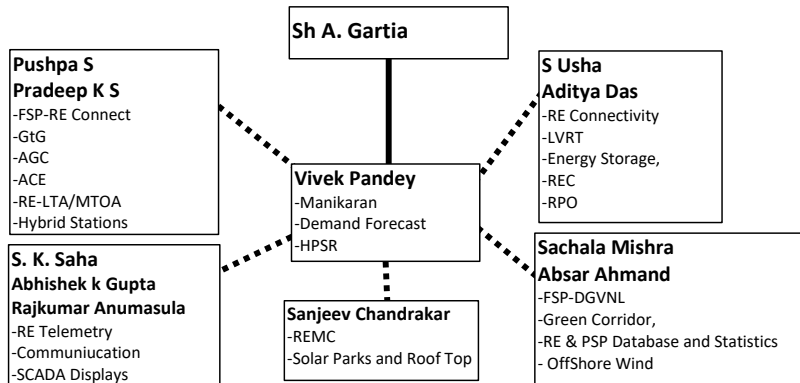 Sh A. Gartia
Pushpa S
Pradeep K S
-FSP-RE Connect
-GtG
-AGC
-ACE
-RE-LTA/MTOA
-Hybrid Stations
S Usha
Aditya Das
-RE Connectivity
-LVRT
-Energy Storage,
-REC
-RPO
Vivek Pandey
-Manikaran
-Demand Forecast
-HPSR
S. K. Saha
Abhishek k Gupta
Rajkumar Anumasula
-RE Telemetry
-Communiucation
-SCADA Displays
Sanjeev Chandrakar
-REMC
-Solar Parks and Roof Top
Sachala Mishra
Absar Ahmand
-FSP-DGVNL
-Green Corridor,
-RE & PSP Database and Statistics
- OffShore Wind